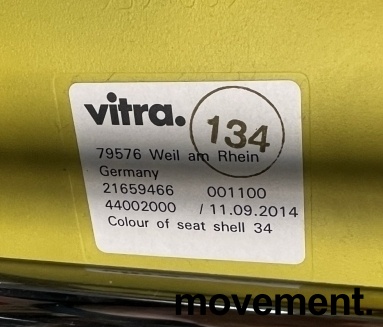 vitra.
134
79576 Weil am Rhein
Germany
21659466 001100
44002000 / 11.09.2014
Colour of seat shell 34
movement.